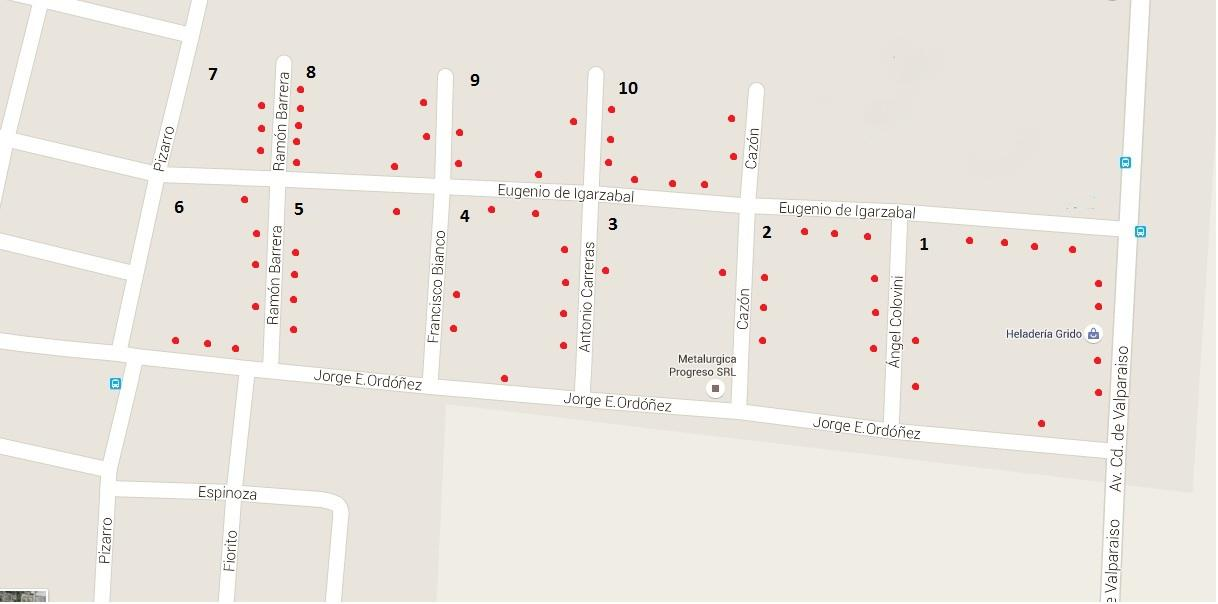 7
8
9
10
Ramón Barrera
Pizarro
Cazón
Eugenio de Igarzabal
Eugenio de Igarzabal
6
5
4
3
2
1
Ramón Barrera
Francisco Bianco
Antonio Carreras
Cazón
Ángel Colovini
Heladería Grido
Metalurgica
Progreso SRL
Jorge E.Ordóñez
Jorge E.Ordóñez
Jorge E.Ordóñez
Av. Cd. de Valparaiso
Espinoza
Pizarro
Fiorito
e Valparaiso